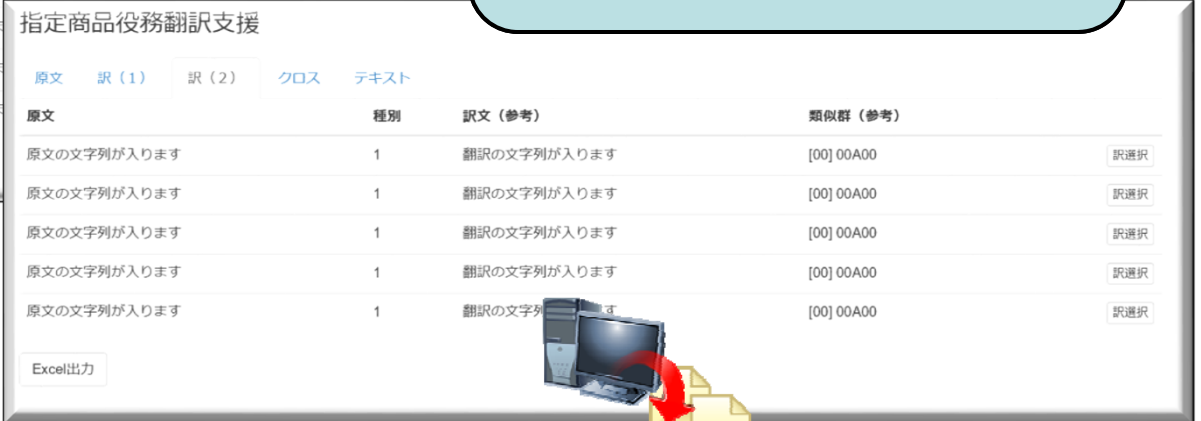 指定商品役務翻訳支援
原文 訳（1） 訳（2） クロス テキスト
原文 種別 訳文（参考） 類似群（参考）
原文の文字列が入ります 1 翻訳の文字列が入ります [00] 00A00 訳選択
原文の文字列が入ります 1 翻訳の文字列が入ります [00] 00A00 訳選択
原文の文字列が入ります 1 翻訳の文字列が入ります [00] 00A00 訳選択
原文の文字列が入ります 1 翻訳の文字列が入ります [00] 00A00 訳選択
原文の文字列が入ります 1 翻訳の文字 す [00] 00A00 訳選択
Excel出力